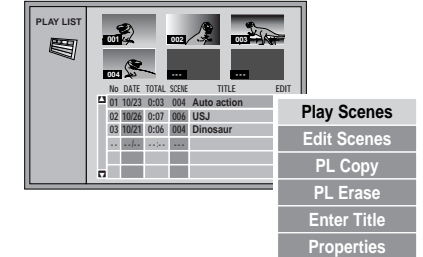 PLAY LIST
001 002 003
004 --- ---
No DATE TOTAL SCENE TITLE EDIT
01 10/23 0:03 004 Auto action
02 10/26 0:07 006 USJ
03 10/21 0:06 004 Dinosaur
-- --/-- --:-- ---
Play Scenes
Edit Scenes
PL Copy
PL Erase
Enter Title
Properties